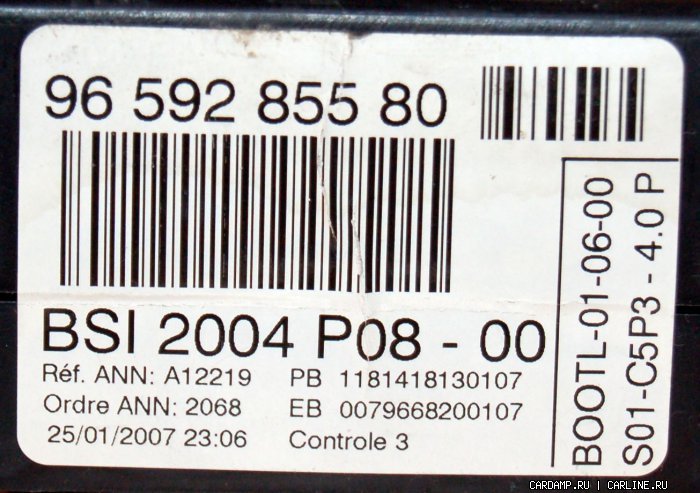 96 592 855 80
BSI 2004 P08 - 00
Réf. ANN: A12219 PB 1181418130107
Ordre ANN: 2068 EB 0079668200107
25/01/2007 23:06 Controle 3
BOOTL-01-06-00
S01-C5P3 - 4.0 P
CARDAMP.RU | CARLINE.RU